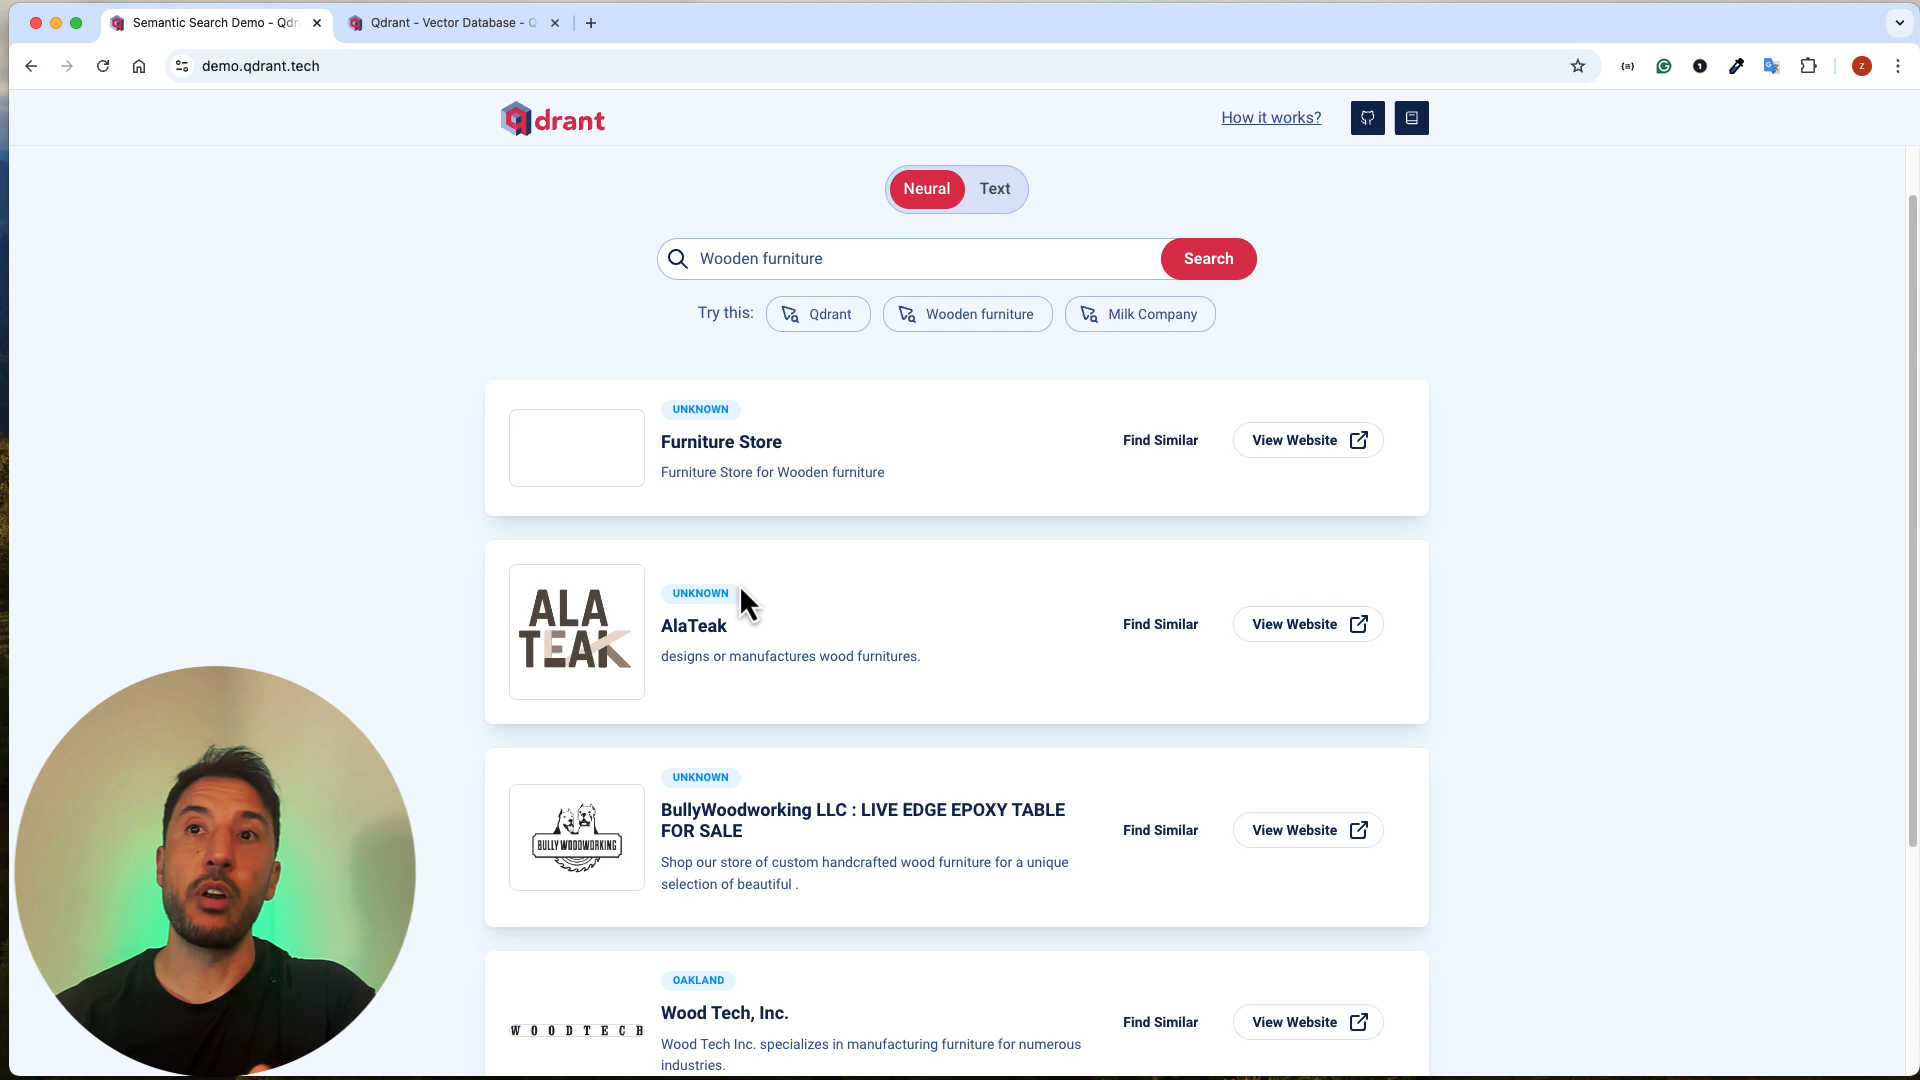 Semantic Search Demo - Qdr
Qdrant - Vector Database - Q
demo.qdrant.tech
z
qdrant
How it works?
Neural
Text
Wooden furniture
Search
Try this:
Qdrant
Wooden furniture
Milk Company
UNKNOWN
Furniture Store
Furniture Store for Wooden furniture
Find Similar
View Website
ALA
TEAK
UNKNOWN
AlaTeak
designs or manufactures wood furnitures.
Find Similar
View Website
BULLY WOODWORKING
UNKNOWN
BullyWoodworking LLC : LIVE EDGE EPOXY TABLE
FOR SALE
Shop our store of custom handcrafted wood furniture for a unique
selection of beautiful .
Find Similar
View Website
WOODTECH
OAKLAND
Wood Tech, Inc.
Wood Tech Inc. specializes in manufacturing furniture for numerous
industries.
Find Similar
View Website